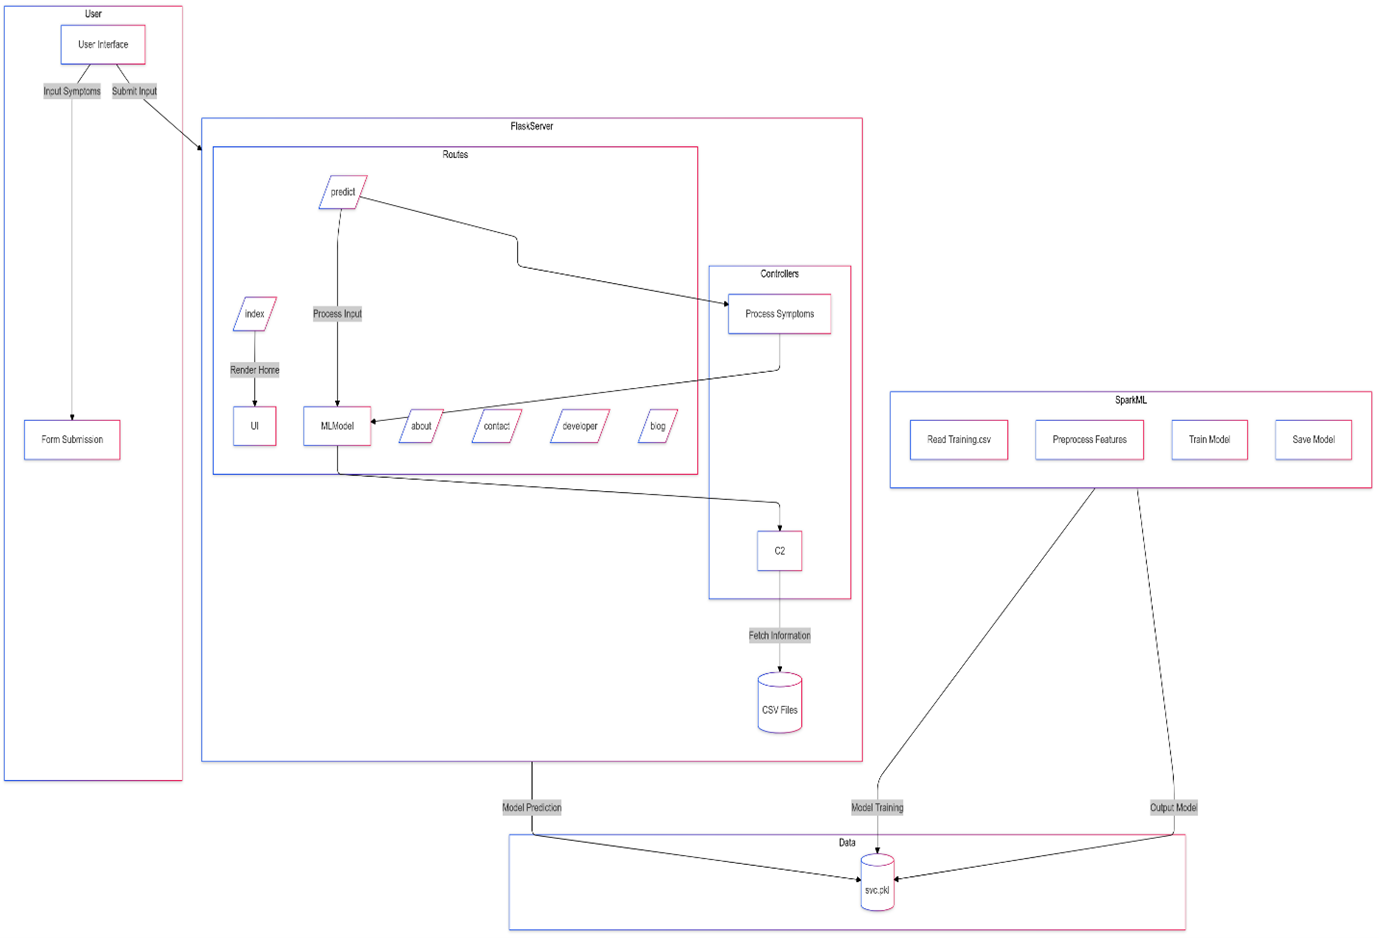 User
User Interface
Input Symptoms
Submit Input
Form Submission
FlaskServer
Routes
predict
Process Input
index
Render Home
UI
MLModel
about
contact
developer
blog
Controllers
Process Symptoms
C2
Fetch Information
CSV Files
SparkML
Read Training.csv
Preprocess Features
Train Model
Save Model
Model Prediction
Model Training
Output Model
Data
svc.pkl